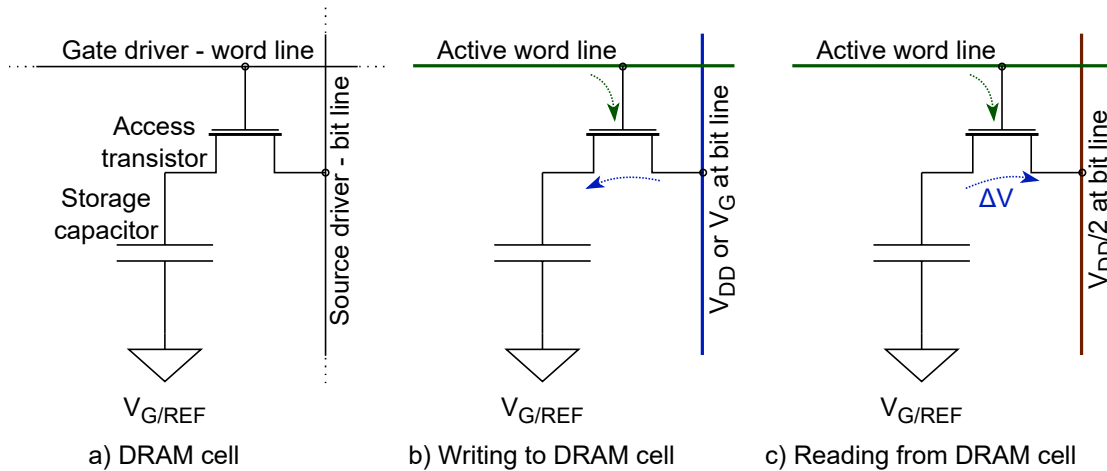 Gate driver - word line
Access
transistor
Storage
capacitor
Source driver - bit line
V_G/REF
a) DRAM cell
Active word line
V_DD or V_G at bit line
V_G/REF
b) Writing to DRAM cell
Active word line
ΔV
V_DD/2 at bit line
V_G/REF
c) Reading from DRAM cell